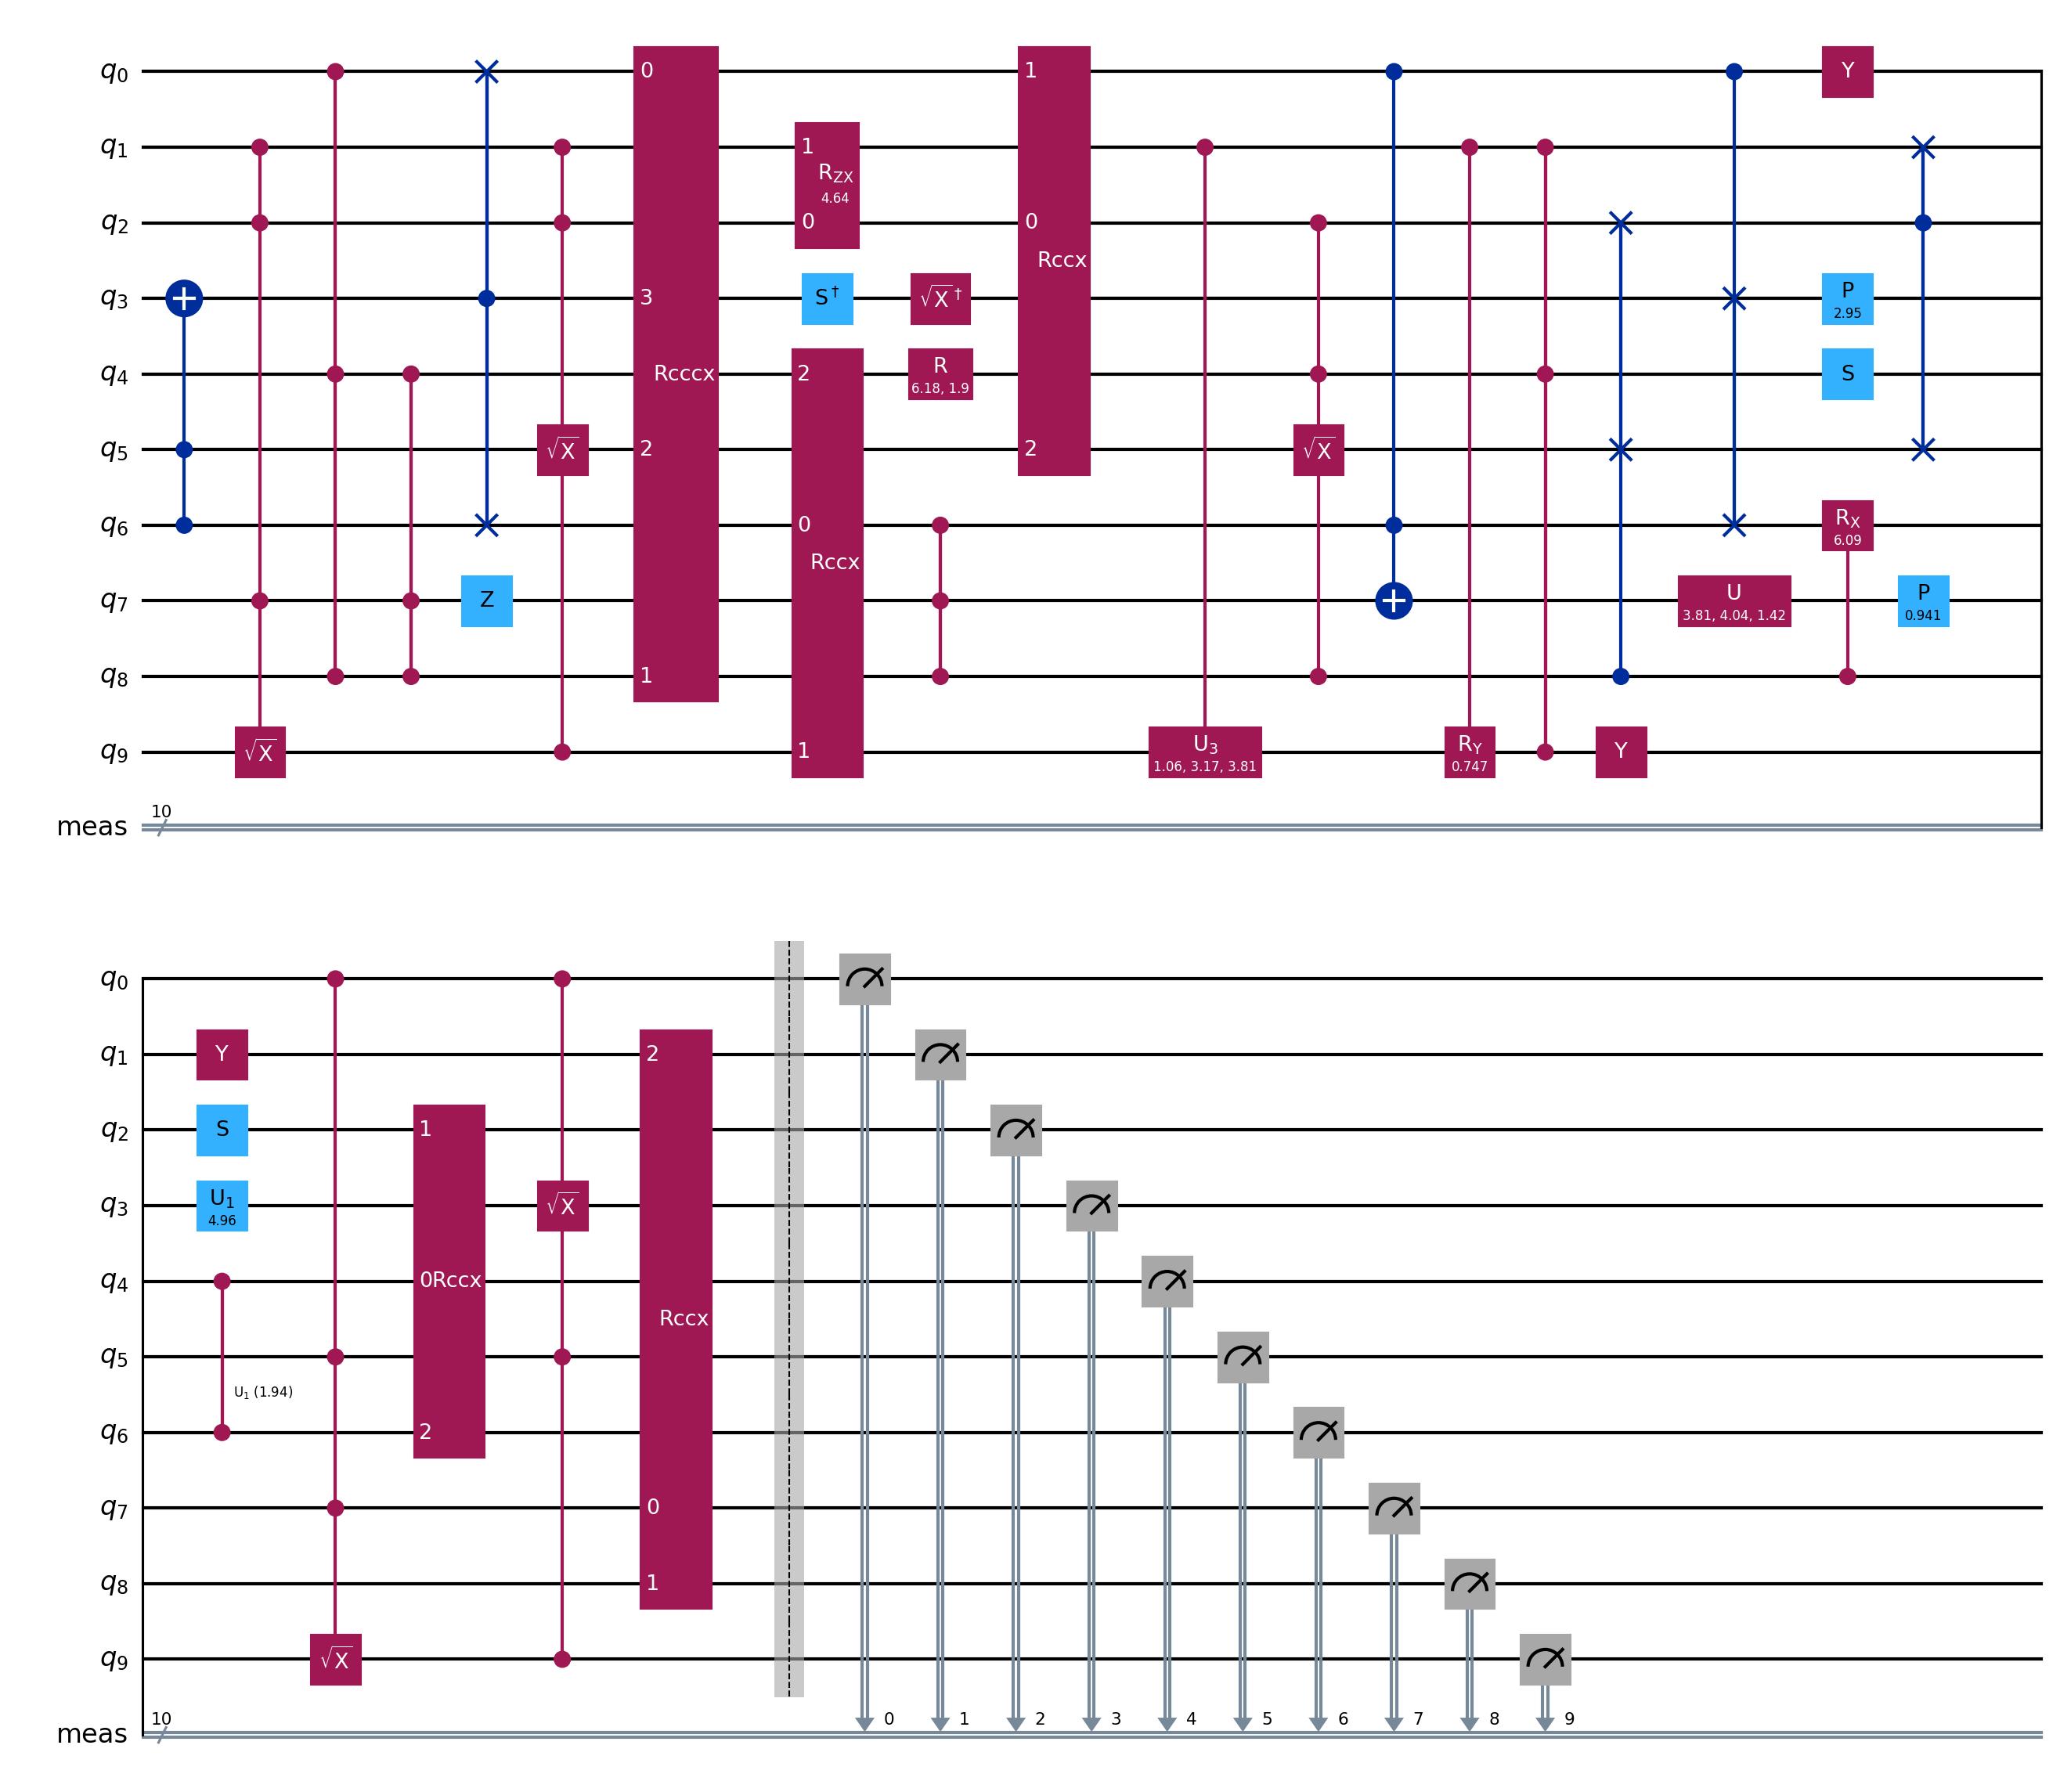 q0 0 1 Y
q1 1 RZX 4.64
q2 0 0
q3 3 S† √X† P 2.95
q4 Rcccx 2 R 6.18, 1.9 Rccx S
q5 √X 2 2 √X
q6 0 Rccx RX 6.09
q7 Z U 3.81, 4.04, 1.42 P 0.941
q8 1
q9 √X 1 U3 1.06, 3.17, 3.81 RY 0.747 Y
meas 10
q0
q1 Y 2
q2 S 1
q3 U1 4.96 √X
q4 0Rccx Rccx
q5 U1 (1.94)
q6 2
q7 0
q8 1
q9 √X
meas 10 0 1 2 3 4 5 6 7 8 9